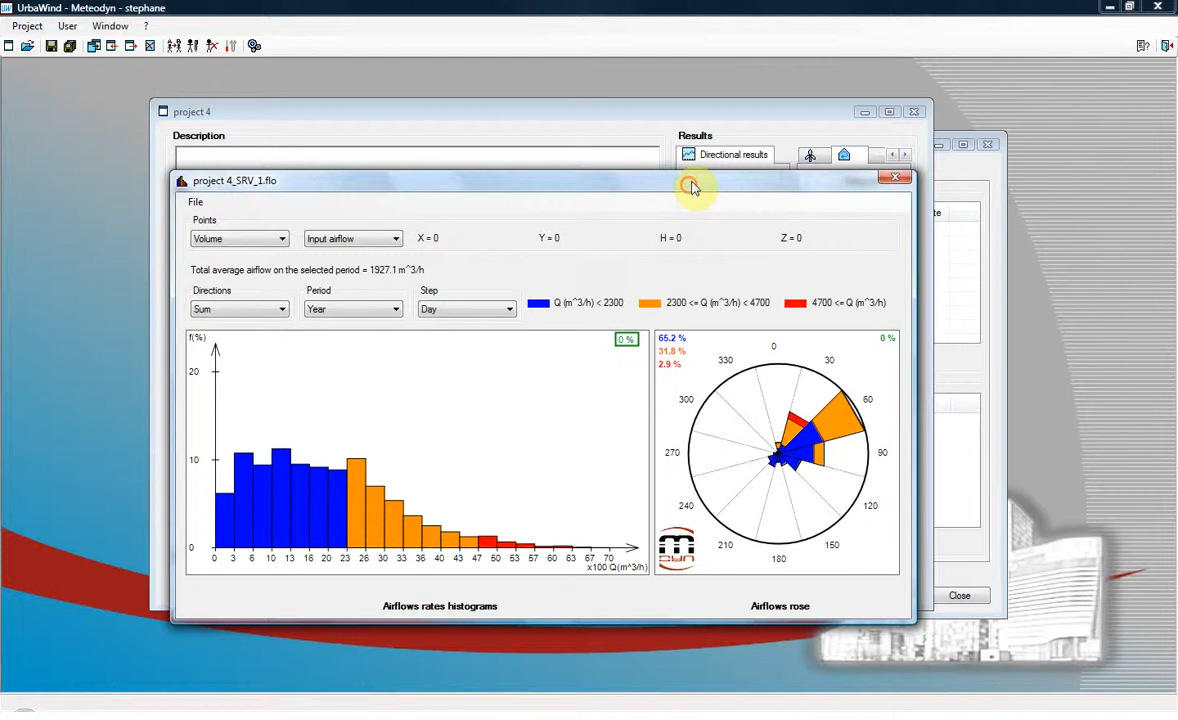 UrbaWind - Meteodyn - stephane
Project User Window ?
project 4
Description
Results
Directional results
project 4_SRV_1.flo
File
Points
Volume
Input airflow
X = 0
Y = 0
H = 0
Z = 0
Total average airflow on the selected period = 1927.1 m^3/h
Directions
Period
Step
Sum
Year
Day
Q (m^3/h) < 2300
2300 <= Q (m^3/h) < 4700
4700 <= Q (m^3/h)
f(%)
0 %
20
10
0
0 3 6 10 13 16 20 23 26 30 33 36 40 43 47 50 53 57 60 63 67 70
x100 Q(m^3/h)
65.2 %
31.8 %
2.9 %
0 %
0
30
60
90
120
150
180
210
240
270
300
330
Airflows rates histograms
Airflows rose
Close